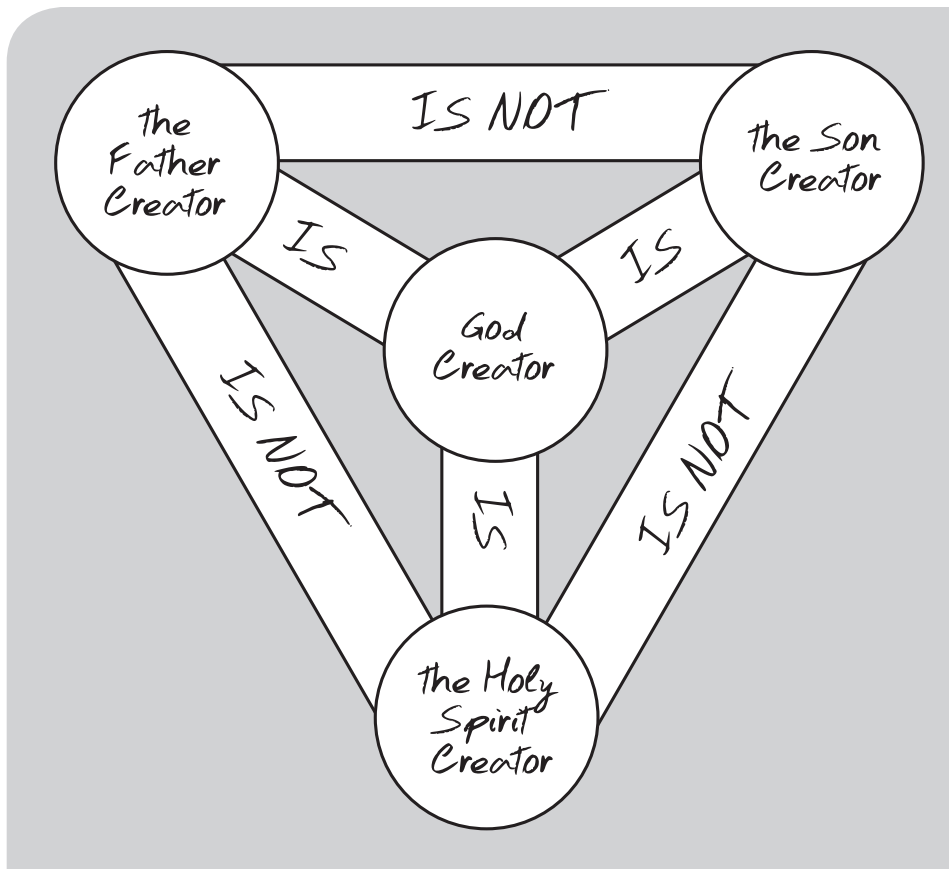 the
Father
Creator
IS NOT
the Son
Creator
IS
IS
God
Creator
IS NOT
IS
IS NOT
the Holy
Spirit
Creator